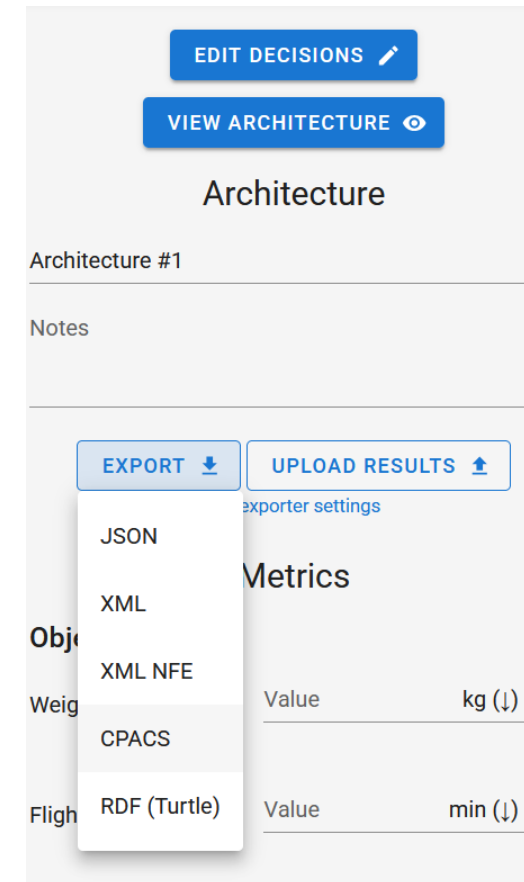 EDIT DECISIONS
VIEW ARCHITECTURE
Architecture
Architecture #1
Notes
EXPORT
UPLOAD RESULTS
exporter settings
JSON
XML
XML NFE
CPACS
RDF (Turtle)
Metrics
Obje
Weig
Value
kg (↓)
Fligh
Value
min (↓)